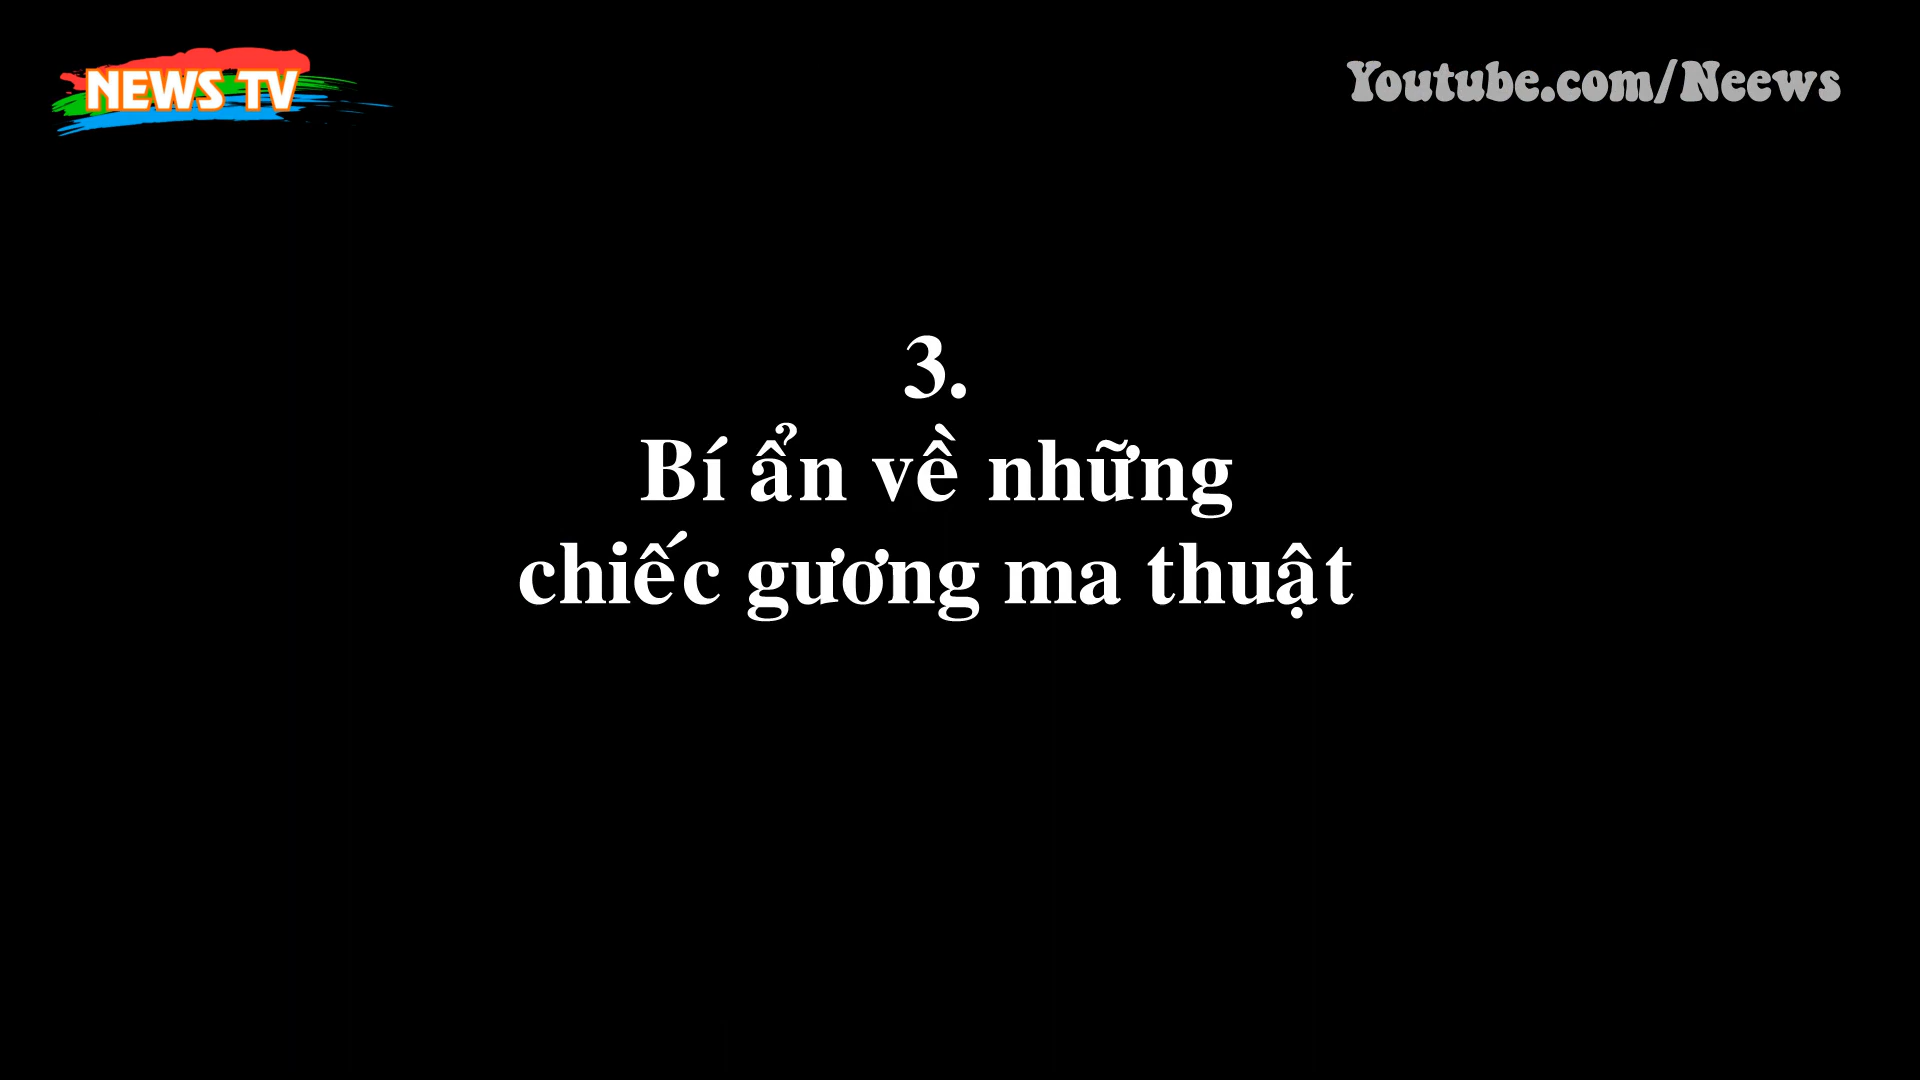 NEWS TV
Youtube.com/Neews
3.
Bí ẩn về những
chiếc gương ma thuật